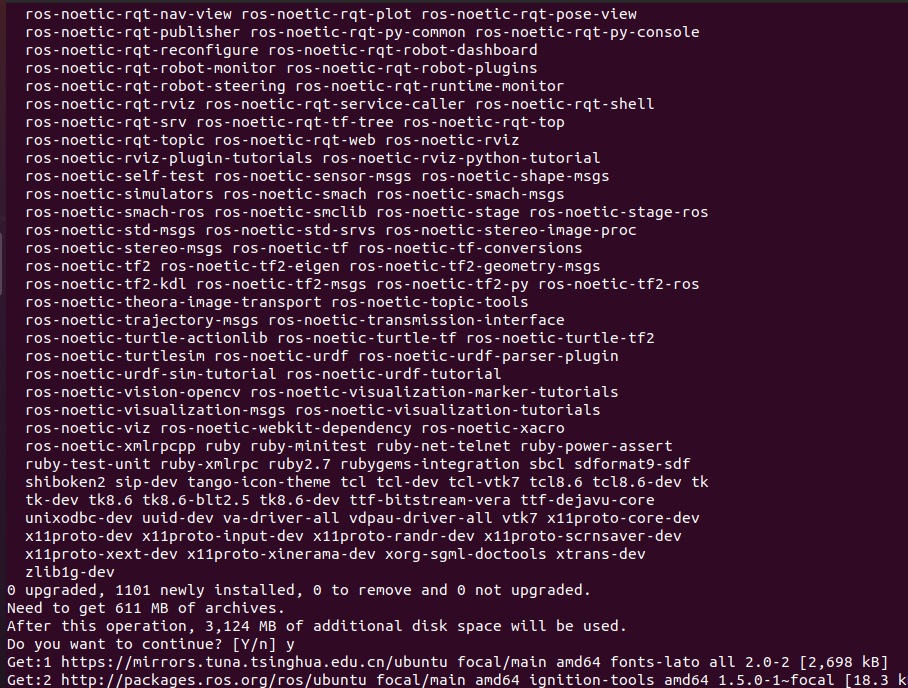 ros-noetic-rqt-nav-view ros-noetic-rqt-plot ros-noetic-rqt-pose-view
ros-noetic-rqt-publisher ros-noetic-rqt-py-common ros-noetic-rqt-py-console
ros-noetic-rqt-reconfigure ros-noetic-rqt-robot-dashboard
ros-noetic-rqt-robot-monitor ros-noetic-rqt-robot-plugins
ros-noetic-rqt-robot-steering ros-noetic-rqt-runtime-monitor
ros-noetic-rqt-rviz ros-noetic-rqt-service-caller ros-noetic-rqt-shell
ros-noetic-rqt-srv ros-noetic-rqt-tf-tree ros-noetic-rqt-top
ros-noetic-rqt-topic ros-noetic-rqt-web ros-noetic-rviz
ros-noetic-rviz-plugin-tutorials ros-noetic-rviz-python-tutorial
ros-noetic-self-test ros-noetic-sensor-msgs ros-noetic-shape-msgs
ros-noetic-simulators ros-noetic-smach ros-noetic-smach-msgs
ros-noetic-smach-ros ros-noetic-smclib ros-noetic-stage ros-noetic-stage-ros
ros-noetic-std-msgs ros-noetic-std-srvs ros-noetic-stereo-image-proc
ros-noetic-stereo-msgs ros-noetic-tf ros-noetic-tf-conversions
ros-noetic-tf2 ros-noetic-tf2-eigen ros-noetic-tf2-geometry-msgs
ros-noetic-tf2-kdl ros-noetic-tf2-msgs ros-noetic-tf2-py ros-noetic-tf2-ros
ros-noetic-theora-image-transport ros-noetic-topic-tools
ros-noetic-trajectory-msgs ros-noetic-transmission-interface
ros-noetic-turtle-actionlib ros-noetic-turtle-tf ros-noetic-turtle-tf2
ros-noetic-turtlesim ros-noetic-urdf ros-noetic-urdf-parser-plugin
ros-noetic-urdf-sim-tutorial ros-noetic-urdf-tutorial
ros-noetic-vision-opencv ros-noetic-visualization-marker-tutorials
ros-noetic-visualization-msgs ros-noetic-visualization-tutorials
ros-noetic-viz ros-noetic-webkit-dependency ros-noetic-xacro
ros-noetic-xmlrpcpp ruby ruby-minitest ruby-net-telnet ruby-power-assert
ruby-test-unit ruby-xmlrpc ruby2.7 rubygems-integration sbcl sdformat9-sdf
shiboken2 sip-dev tango-icon-theme tcl tcl-dev tcl-vtk7 tcl8.6 tcl8.6-dev tk
tk-dev tk8.6 tk8.6-blt2.5 tk8.6-dev ttf-bitstream-vera ttf-dejavu-core
unixodbc-dev uuid-dev va-driver-all vdpau-driver-all vtk7 x11proto-core-dev
x11proto-dev x11proto-input-dev x11proto-randr-dev x11proto-scrnsaver-dev
x11proto-xext-dev x11proto-xinerama-dev xorg-sgml-doctools xtrans-dev
zlib1g-dev
0 upgraded, 1101 newly installed, 0 to remove and 0 not upgraded.
Need to get 611 MB of archives.
After this operation, 3,124 MB of additional disk space will be used.
Do you want to continue? [Y/n] y
Get:1 https://mirrors.tuna.tsinghua.edu.cn/ubuntu focal/main amd64 fonts-lato all 2.0-2 [2,698 kB]
Get:2 http://packages.ros.org/ros/ubuntu focal/main amd64 ignition-tools amd64 1.5.0-1~focal [18.3 k